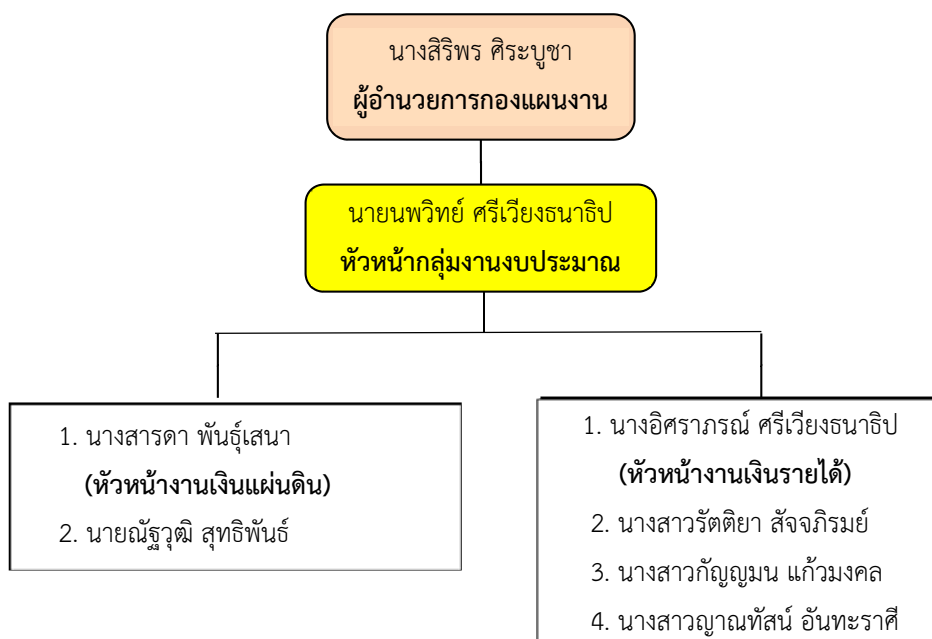 นางสิริพร ศิระบูชา
ผู้อำนวยการกองแผนงาน
นายนพวิทย์ ศรีเวียงธนาธิป
หัวหน้ากลุ่มงานงบประมาณ
1. นางสารดา พันธุ์เสนา
(หัวหน้างานเงินแผ่นดิน)
2. นายณัฐวุฒิ สุทธิพันธ์
1. นางอิศราภรณ์ ศรีเวียงธนาธิป
(หัวหน้างานเงินรายได้)
2. นางสาวรัตติยา สัจจภิรมย์
3. นางสาวกัญญมน แก้วมงคล
4. นางสาวญาณทัสน์ อันทะราศี